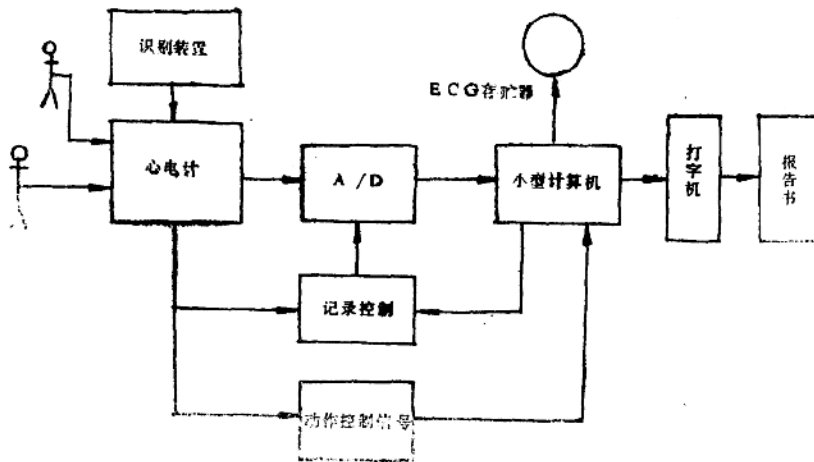 识别装置
ECG存贮器
心电计
A/D
小型计算机
打字机
报告书
记录控制
动作控制信号